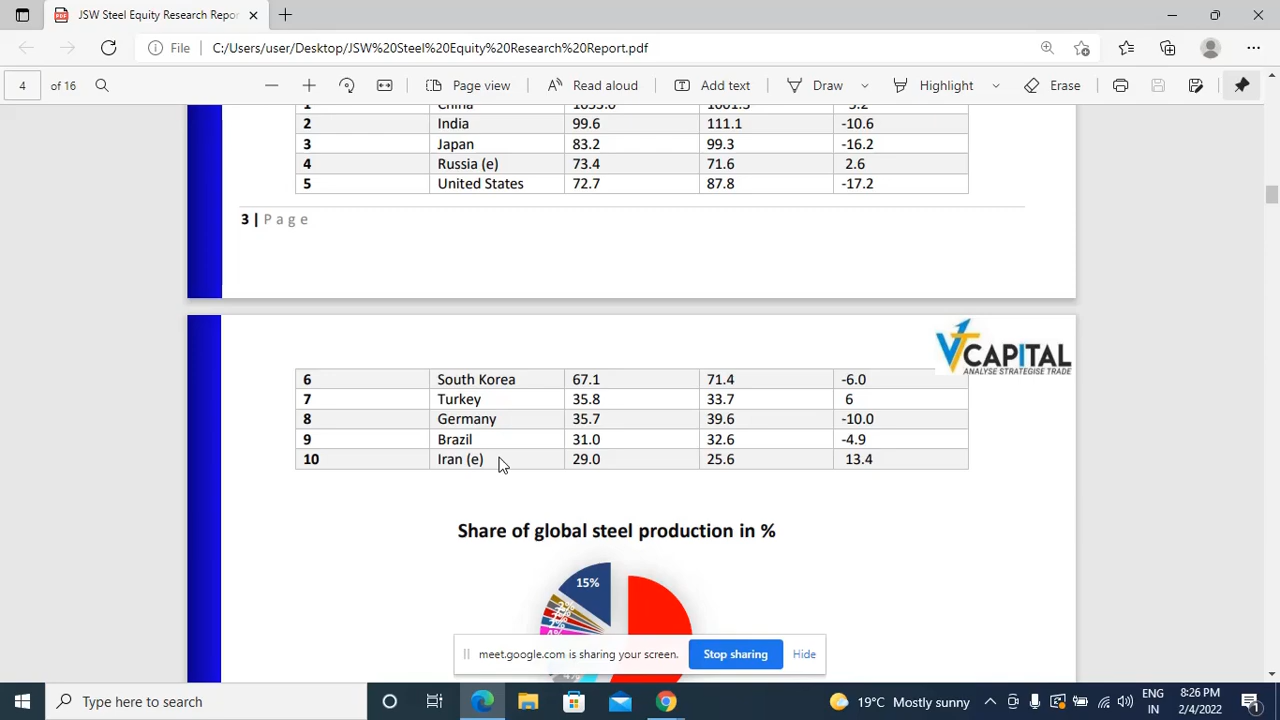 JSW Steel Equity Research Repor
File C:/Users/user/Desktop/JSW%20Steel%20Equity%20Research%20Report.pdf
4 of 16 Page view Read aloud Add text Draw Highlight Erase
1 China
2 India 99.6 111.1 -10.6
3 Japan 83.2 99.3 -16.2
4 Russia (e) 73.4 71.6 2.6
5 United States 72.7 87.8 -17.2
3 | Page
V CAPITAL
ANALYSE STRATEGISE TRADE
6 South Korea 67.1 71.4 -6.0
7 Turkey 35.8 33.7 6
8 Germany 35.7 39.6 -10.0
9 Brazil 31.0 32.6 -4.9
10 Iran (e) 29.0 25.6 13.4
Share of global steel production in %
15%
meet.google.com is sharing your screen. Stop sharing Hide
Type here to search
19°C Mostly sunny
ENG
IN
8:26 PM
2/4/2022
1